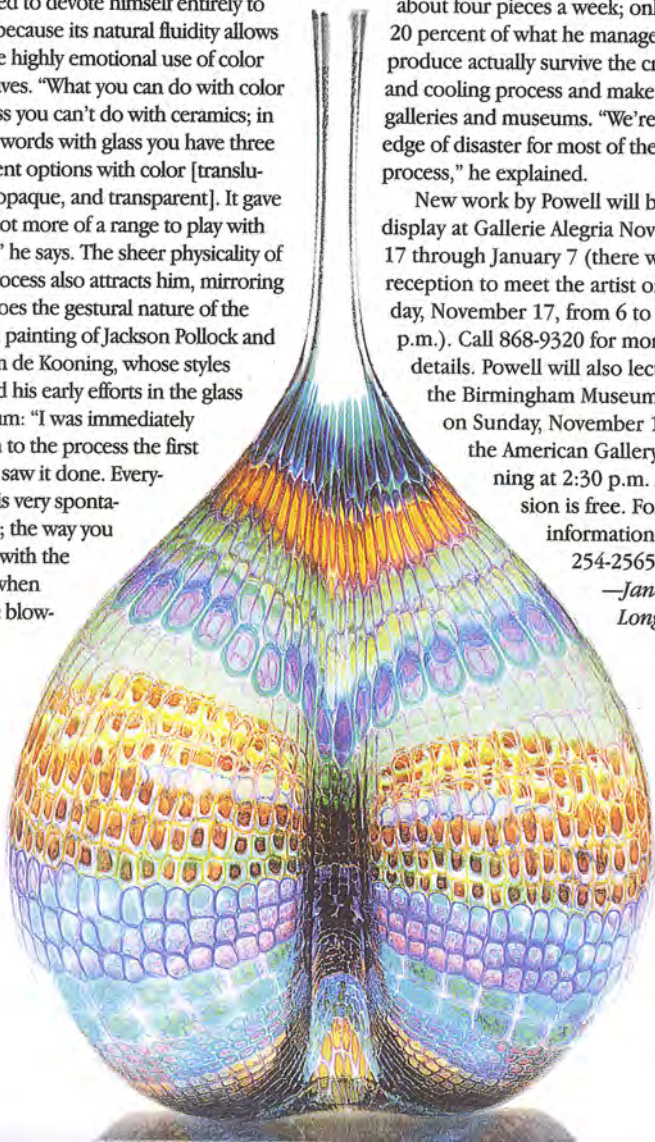 ed to devote himself entirely to
because its natural fluidity allows
e highly emotional use of color
ves. “What you can do with color
ss you can't do with ceramics; in
words with glass you have three
ent options with color [translu-
opaque, and transparent]. It gave
ot more of a range to play with
” he says. The sheer physicality of
ocess also attracts him, mirroring
oes the gestural nature of the
painting of Jackson Pollock and
m de Kooning, whose styles
d his early efforts in the glass
um: “I was immediately
n to the process the first
saw it done. Every-
is very sponta-
; the way you
with the
when
e blow-
about four pieces a week; onl
20 percent of what he manage
produce actually survive the cr
and cooling process and make
galleries and museums. “We're
edge of disaster for most of the
process,” he explained.
New work by Powell will b
display at Gallerie Alegria Nov
17 through January 7 (there w
reception to meet the artist o
day, November 17, from 6 to
p.m.). Call 868-9320 for mor
details. Powell will also lec
the Birmingham Museum
on Sunday, November 1
the American Gallery
ning at 2:30 p.m.
sion is free. Fo
information
254-2565
—Jan
Long